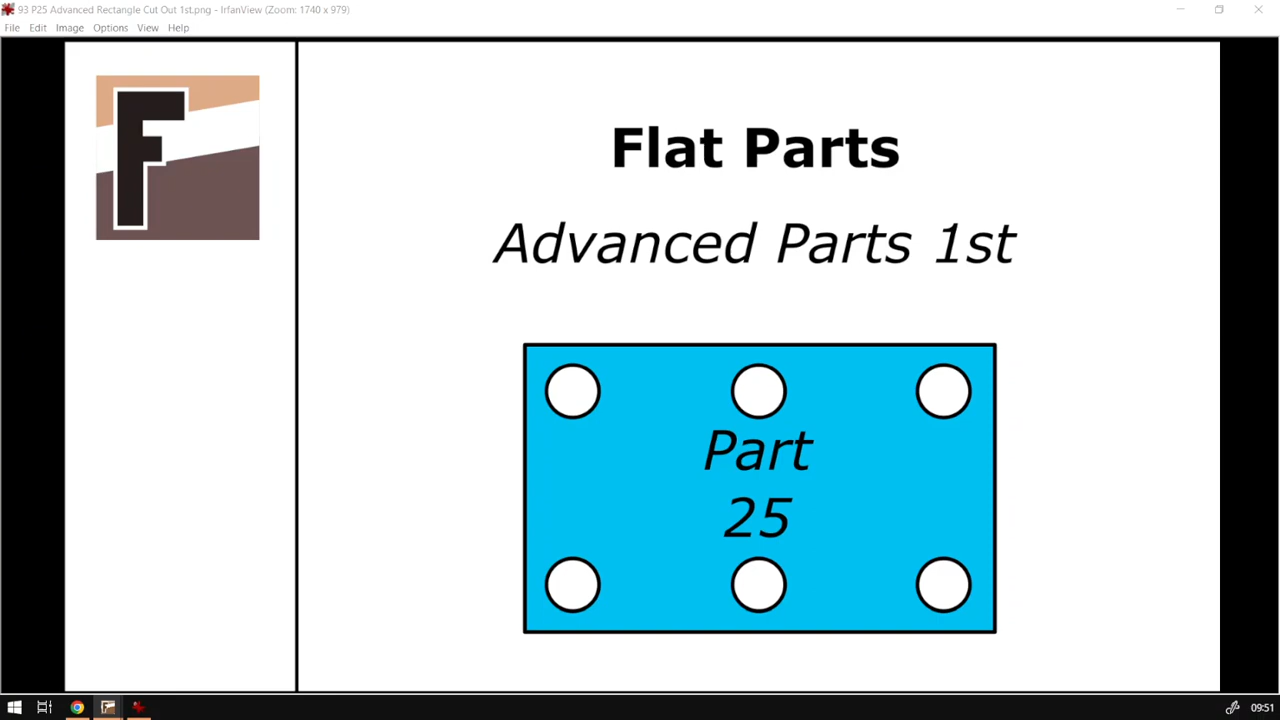 93 P25 Advanced Rectangle Cut Out 1st.png - IrfanView (Zoom: 1740 x 979)
File Edit Image Options View Help
F
Flat Parts
Advanced Parts 1st
Part
25
09:51